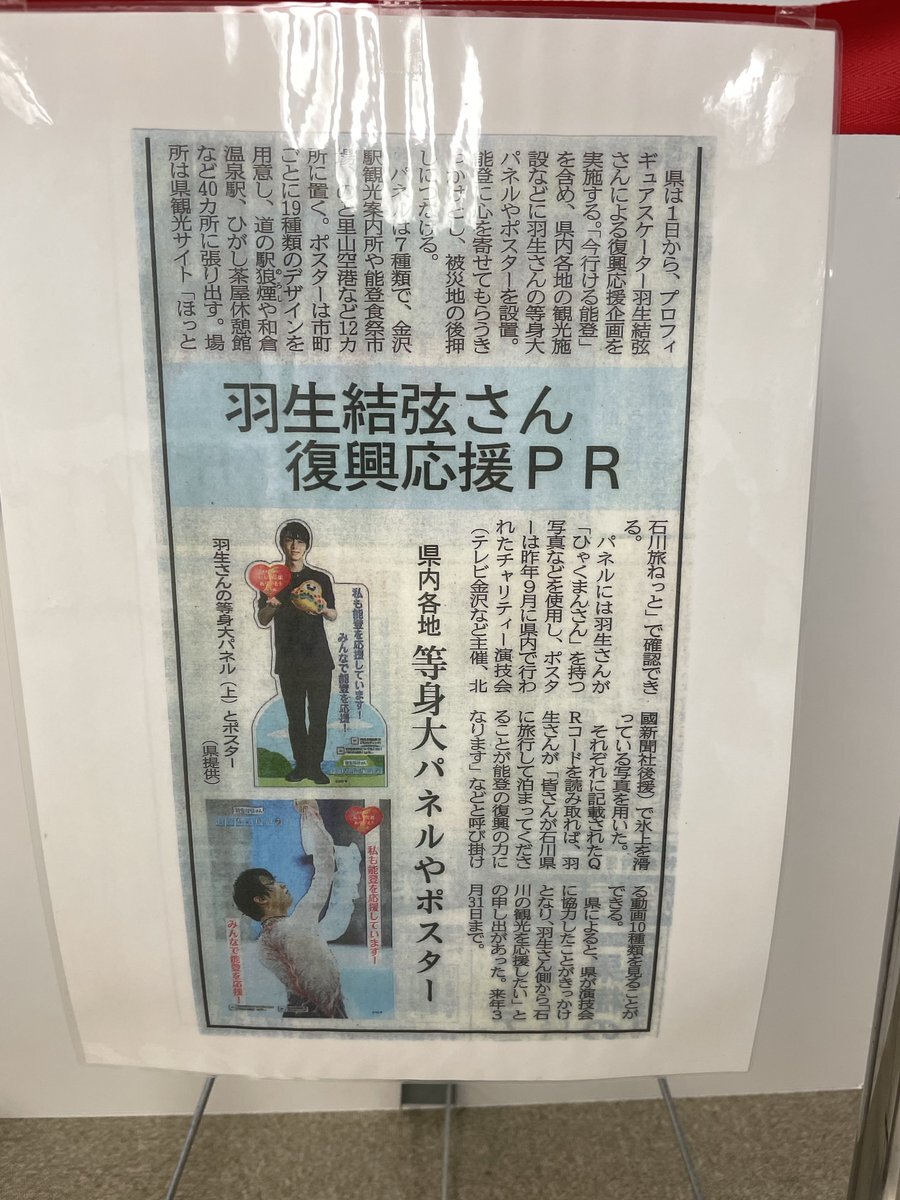 県は1日から、プロフィ
ギュアスケーター羽生結弦
さんによる復興応援企画を
実施する。「今行ける能登」
を含め、県内各地の観光施
設などに羽生さんの等身大
パネルやポスターを設置。
能登に心を寄せてもらうき
っかけとし、被災地の後押
しにつなげる。
パネルは7種類で、金沢
駅観光案内所や能登食祭市
場、のと里山空港など12カ
所に置く。ポスターは市町
ごとに19種類のデザインを
用意し、道の駅狼煙や和倉
温泉駅、ひがし茶屋休憩館
など40カ所に張り出す。場
所は県観光サイト「ほっと
羽生結弦さん
復興応援PR
石川旅ねっと」で確認でき
る。
パネルには羽生さんが
「ひゃくまんさん」を持つ
写真などを使用し、ポスタ
ーは昨年9月に県内で行わ
れたチャリティー演技会
(テレビ金沢など主催、北
國新聞社後援)で氷上を滑
っている写真を用いた。
それぞれに記載されたQ
Rコードを読み取れば、羽
生さんが「皆さんが石川県
に旅行して泊まってくださ
ることが能登の復興の力に
なります」などと呼び掛け
る動画10種類を見ることが
できる。
県によると、県が演技会
に協力したことがきっかけ
となり、羽生さん側から「石
川の観光を応援したい」と
の申し出があった。来年3
月31日まで。
県内各地 等身大パネルやポスター
私も能登を応援しています!
みんなで能登を応援!
羽生さんの等身大パネル(上)とポスター
(県提供)
私も能登を応援しています!
みんなで能登を応援!